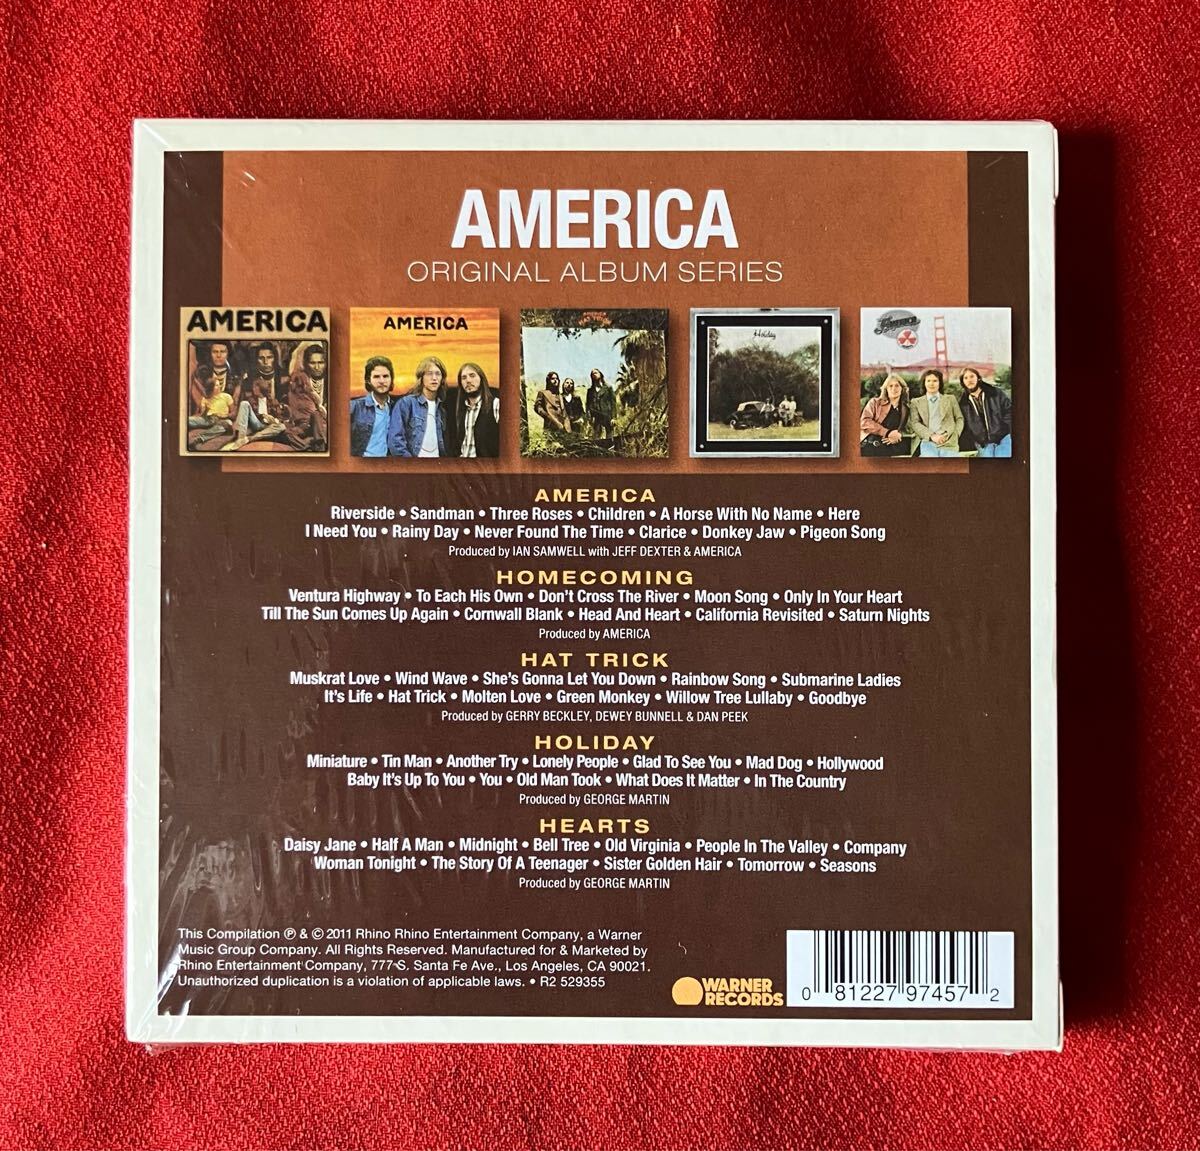 AMERICA
ORIGINAL ALBUM SERIES
AMERICA
AMERICA
AMERICA
HAT TRICK
Holiday
AMERICA
Riverside • Sandman • Three Roses • Children • A Horse With No Name • Here
I Need You • Rainy Day • Never Found The Time • Clarice • Donkey Jaw • Pigeon Song
Produced by IAN SAMWELL with JEFF DEXTER & AMERICA
HOMECOMING
Ventura Highway • To Each His Own • Don't Cross The River • Moon Song • Only In Your Heart
Till The Sun Comes Up Again • Cornwall Blank • Head And Heart • California Revisited • Saturn Nights
Produced by AMERICA
HAT TRICK
Muskrat Love • Wind Wave • She's Gonna Let You Down • Rainbow Song • Submarine Ladies
It's Life • Hat Trick • Molten Love • Green Monkey • Willow Tree Lullaby • Goodbye
Produced by GERRY BECKLEY, DEWEY BUNNELL & DAN PEEK
HOLIDAY
Miniature • Tin Man • Another Try • Lonely People • Glad To See You • Mad Dog • Hollywood
Baby It's Up To You • You • Old Man Took • What Does It Matter • In The Country
Produced by GEORGE MARTIN
HEARTS
Daisy Jane • Half A Man • Midnight • Bell Tree • Old Virginia • People In The Valley • Company
Woman Tonight • The Story Of A Teenager • Sister Golden Hair • Tomorrow • Seasons
Produced by GEORGE MARTIN
This Compilation ℗ & © 2011 Rhino Rhino Entertainment Company, a Warner
Music Group Company. All Rights Reserved. Manufactured for & Marketed by
Rhino Entertainment Company, 777 S. Santa Fe Ave., Los Angeles, CA 90021.
Unauthorized duplication is a violation of applicable laws. • R2 529355
WARNER
RECORDS
0 81227 97457 2